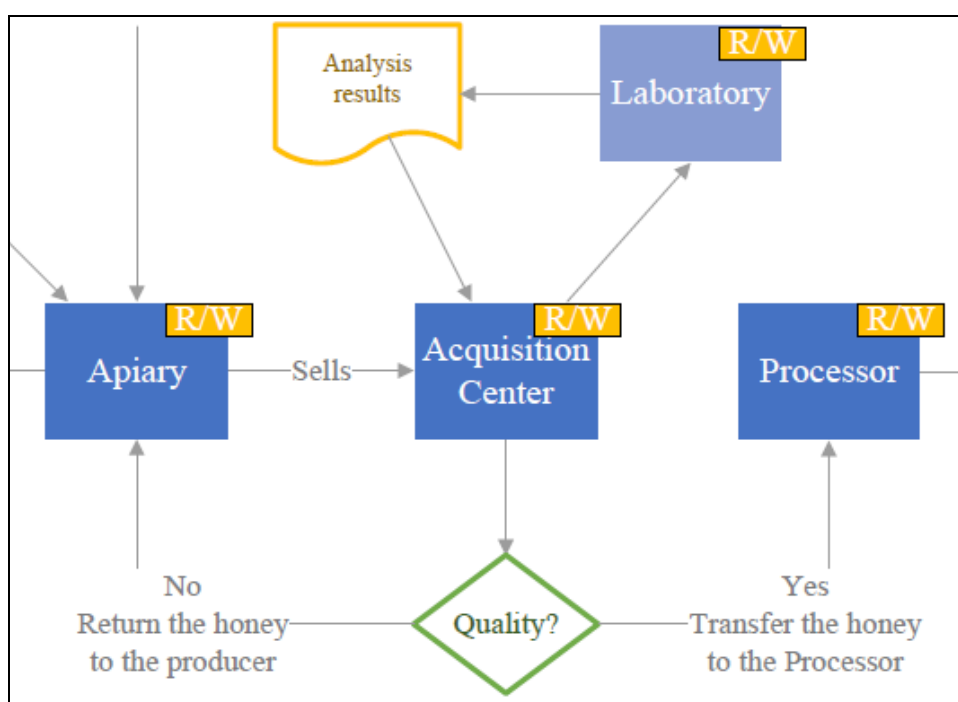 Analysis
results
R/W
Laboratory
R/W
Apiary
Sells
R/W
Acquisition
Center
R/W
Processor
No
Return the honey
to the producer
Quality?
Yes
Transfer the honey
to the Processor